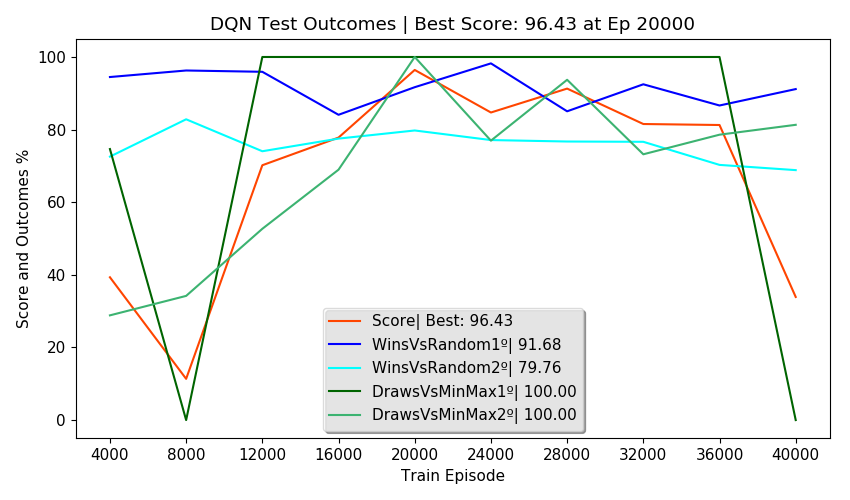 DQN Test Outcomes | Best Score: 96.43 at Ep 20000
100
80
60
40
20
0
Score and Outcomes %
Score| Best: 96.43
WinsVsRandom1º| 91.68
WinsVsRandom2º| 79.76
DrawsVsMinMax1º| 100.00
DrawsVsMinMax2º| 100.00
4000 8000 12000 16000 20000 24000 28000 32000 36000 40000
Train Episode